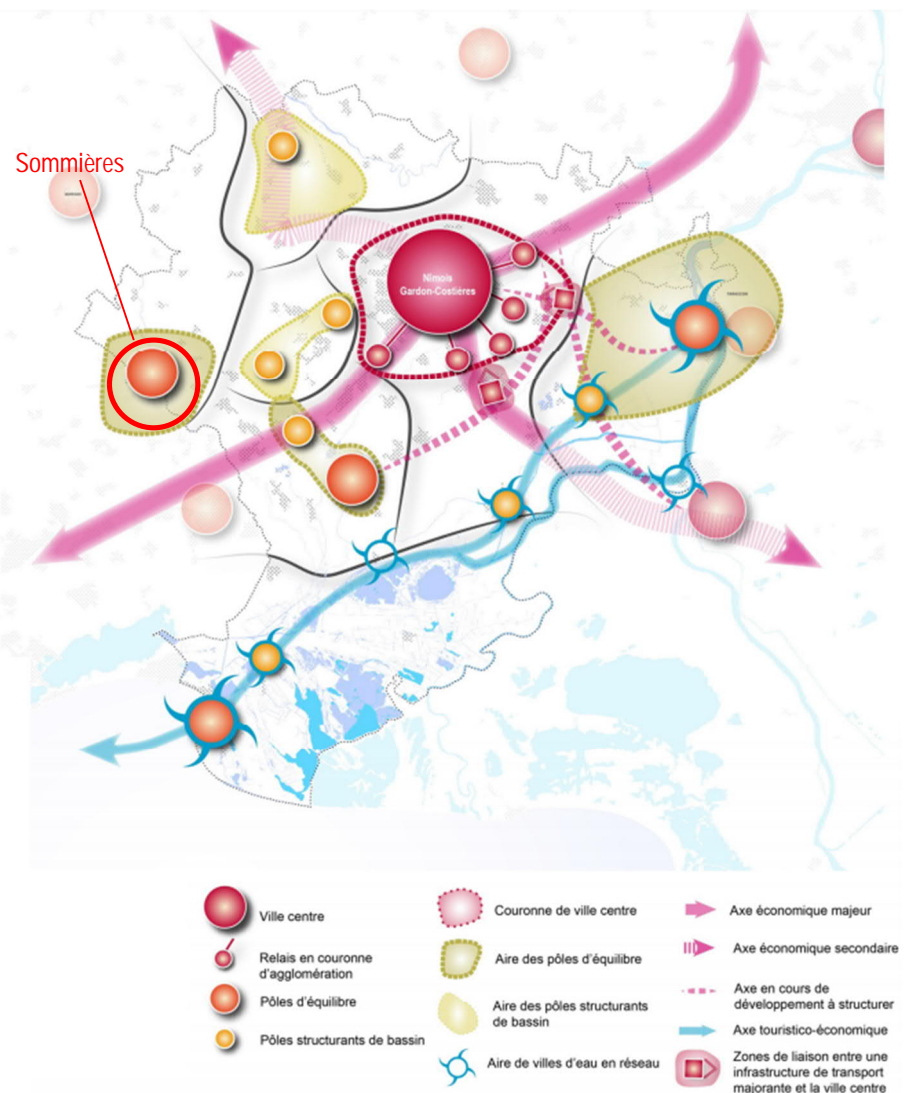 Sommières
Nimois
Gardon-Costières
Ville centre
Relais en couronne
d'agglomération
Pôles d'équilibre
Pôles structurants de bassin
Couronne de ville centre
Aire des pôles d'équilibre
Aire des pôles structurants
de bassin
Aire de villes d'eau en réseau
Axe économique majeur
Axe économique secondaire
Axe en cours de
développement à structurer
Axe touristico-économique
Zones de liaison entre une
infrastructure de transport
majorante et la ville centre